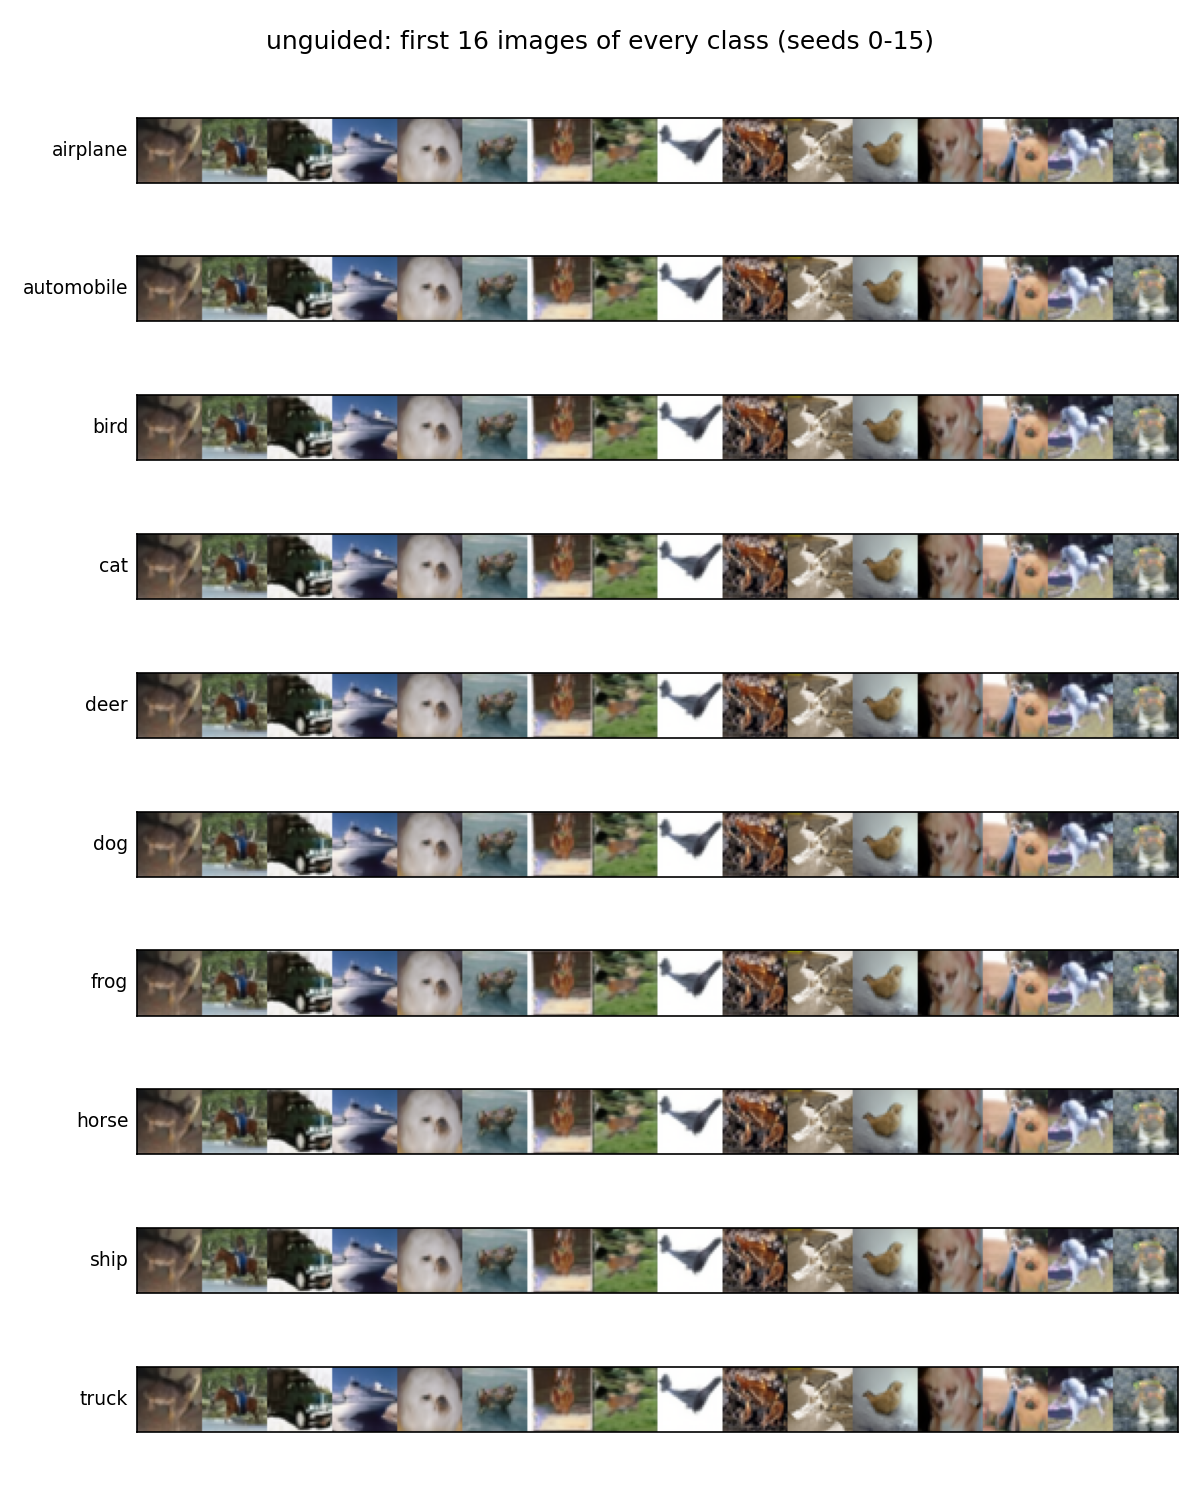 unguided: first 16 images of every class (seeds 0-15)
airplane
automobile
bird
cat
deer
dog
frog
horse
ship
truck